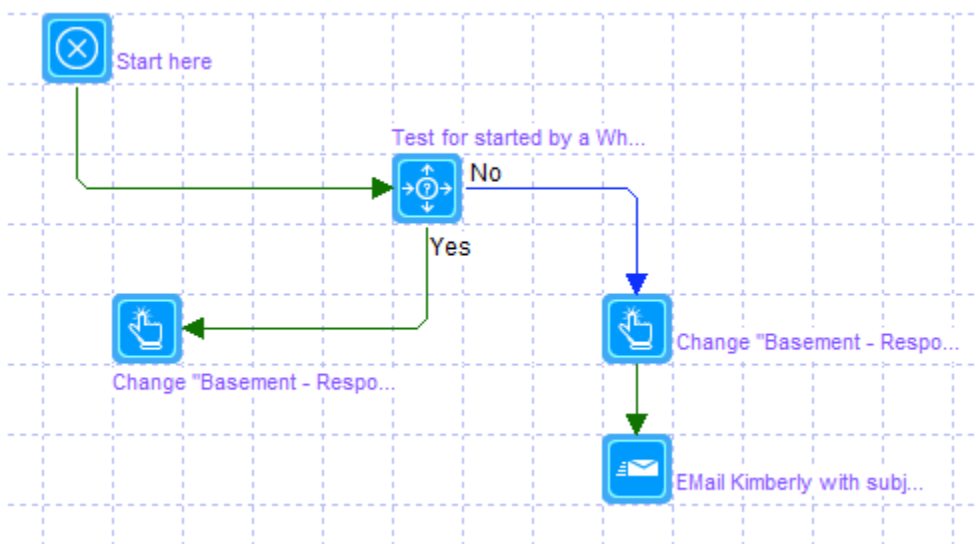 Start here
Test for started by a Wh...
No
Yes
Change "Basement - Respo...
Change "Basement - Respo...
EMail Kimberly with subj...